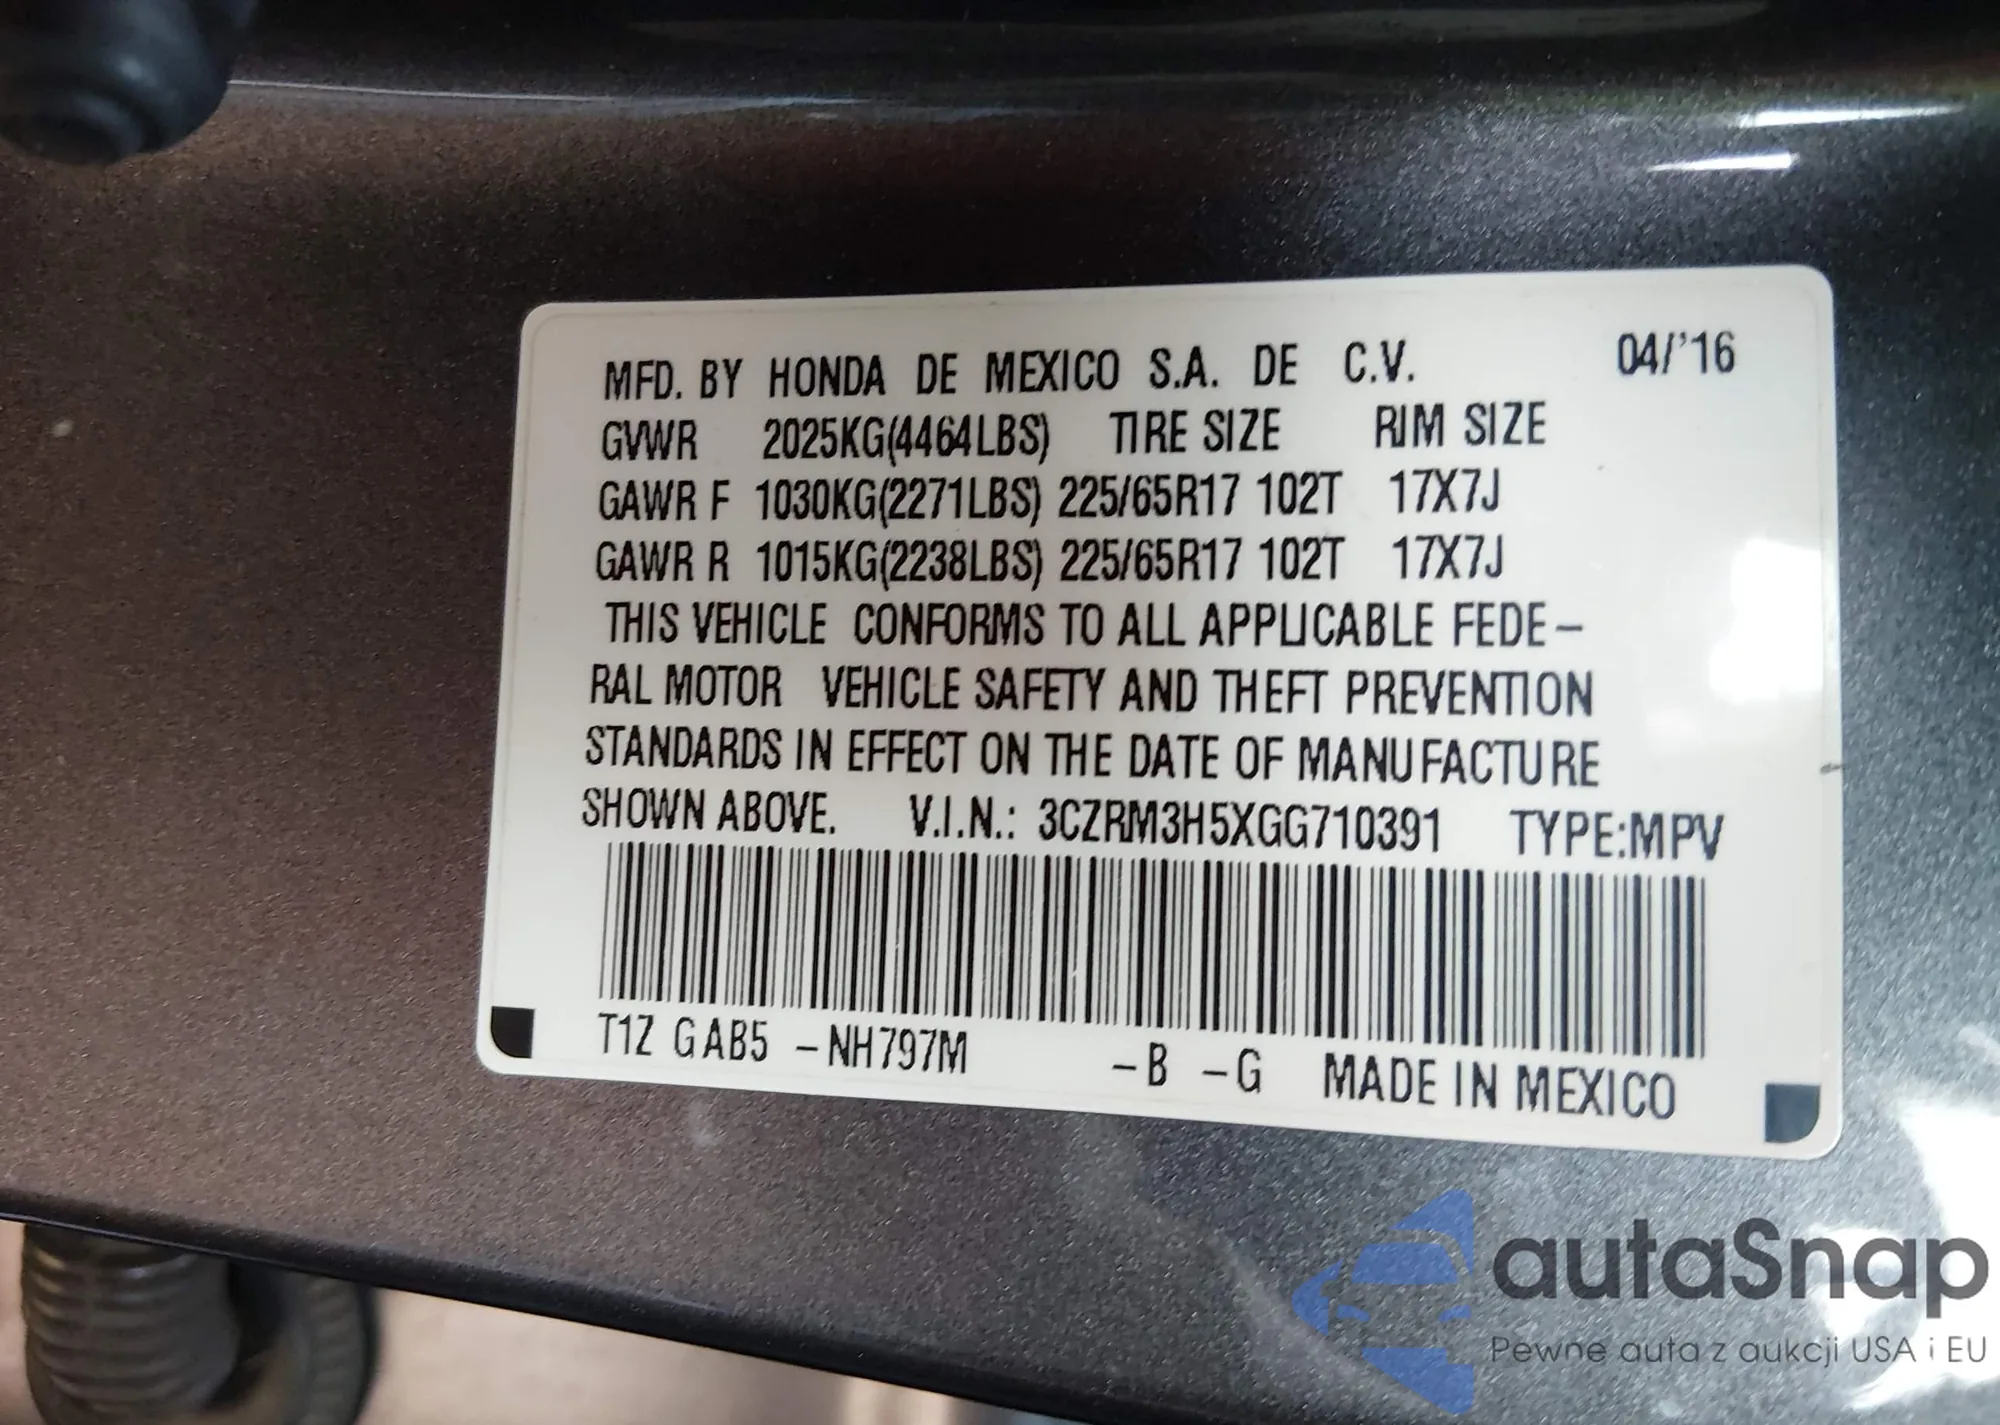 MFD. BY HONDA DE MEXICO S.A. DE C.V. 04/'16
GVWR 2025KG(4464LBS) TIRE SIZE RIM SIZE
GAWR F 1030KG(2271LBS) 225/65R17 102T 17X7J
GAWR R 1015KG(2238LBS) 225/65R17 102T 17X7J
THIS VEHICLE CONFORMS TO ALL APPLICABLE FEDE-
RAL MOTOR VEHICLE SAFETY AND THEFT PREVENTION
STANDARDS IN EFFECT ON THE DATE OF MANUFACTURE
SHOWN ABOVE. V.I.N.: 3CZRM3H5XGG710391 TYPE:MPV
T1Z GAB5 -NH797M -B -G MADE IN MEXICO
autaSnap
Pewne auta z aukcji USA i EU